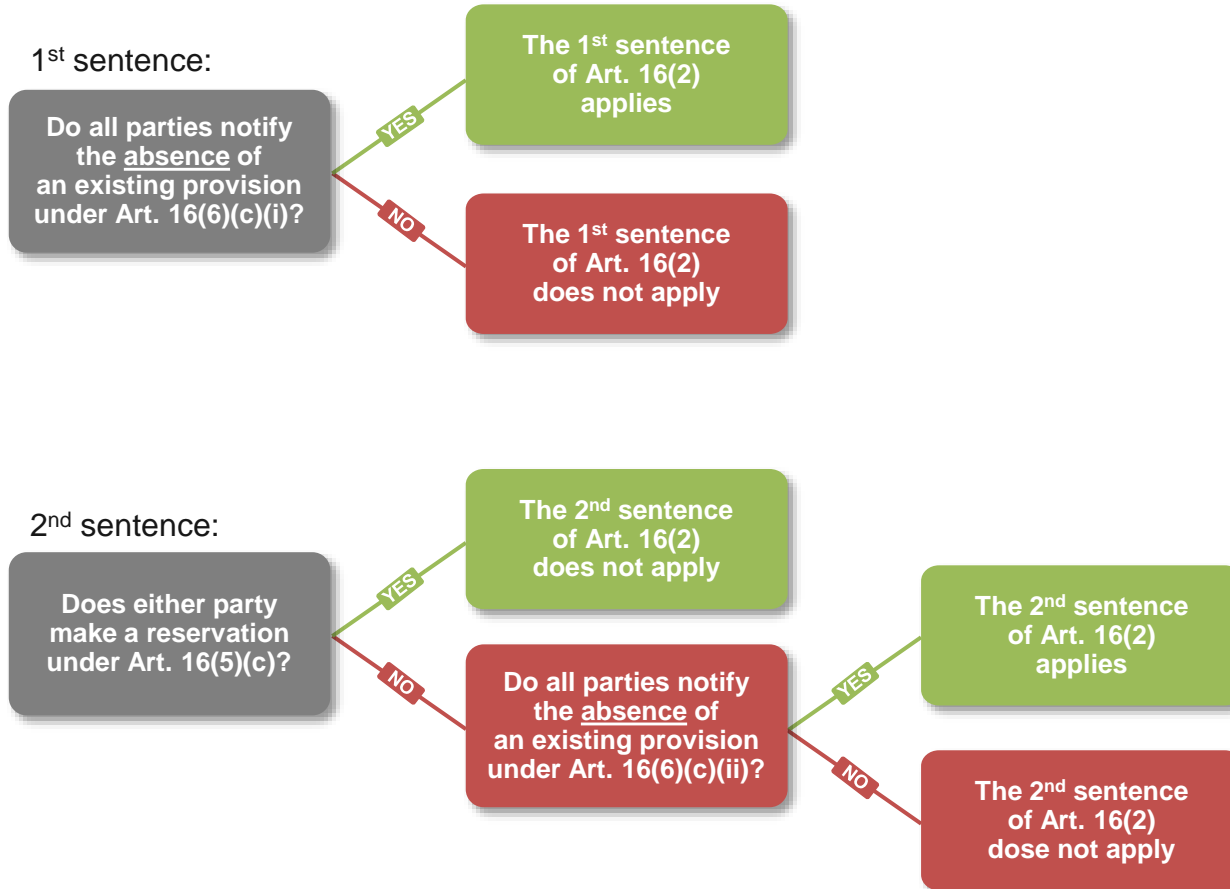 1st sentence:
Do all parties notify
the absence of
an existing provision
under Art. 16(6)(c)(i)?
YES
The 1st sentence
of Art. 16(2)
applies
NO
The 1st sentence
of Art. 16(2)
does not apply
2nd sentence:
Does either party
make a reservation
under Art. 16(5)(c)?
YES
The 2nd sentence
of Art. 16(2)
does not apply
NO
Do all parties notify
the absence of
an existing provision
under Art. 16(6)(c)(ii)?
YES
The 2nd sentence
of Art. 16(2)
applies
NO
The 2nd sentence
of Art. 16(2)
dose not apply